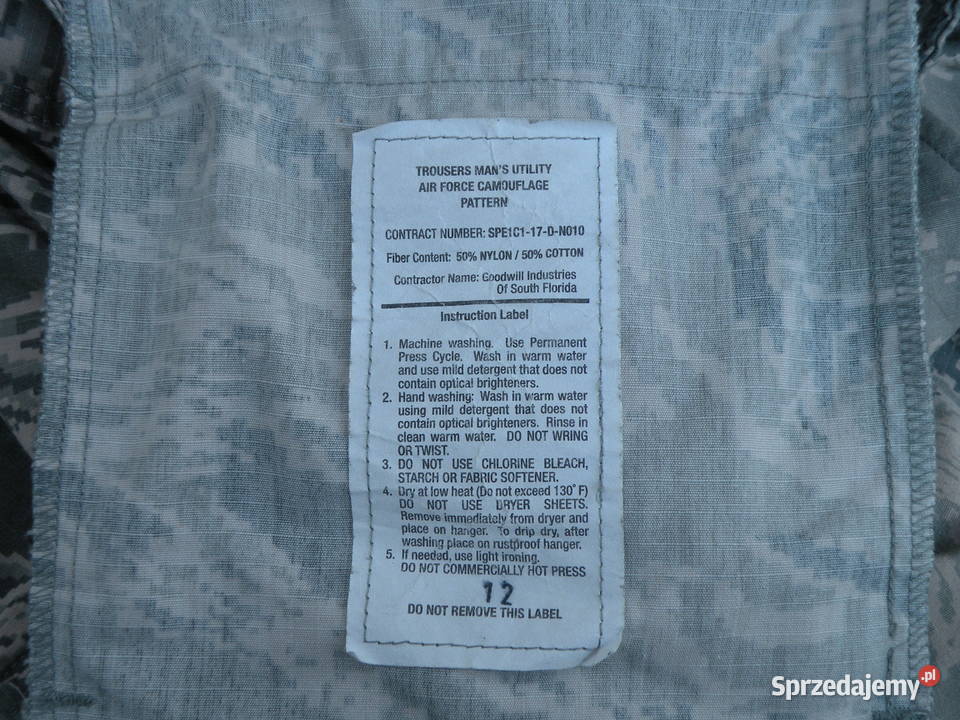 TROUSERS MAN'S UTILITY
AIR FORCE CAMOUFLAGE
PATTERN
CONTRACT NUMBER: SPE1C1-17-D-N010
Fiber Content: 50% NYLON / 50% COTTON
Contractor Name: Goodwill Industries
Of South Florida
Instruction Label
1. Machine washing. Use Permanent
Press Cycle. Wash in warm water
and use mild detergent that does not
contain optical brighteners.
2. Hand washing: Wash in warm water
using mild detergent that does not
contain optical brighteners. Rinse in
clean warm water. DO NOT WRING
OR TWIST.
3. DO NOT USE CHLORINE BLEACH,
STARCH OR FABRIC SOFTENER.
4. Dry at low heat (Do not exceed 130° F)
DO NOT USE DRYER SHEETS.
Remove immediately from dryer and
place on hanger. To drip dry, after
washing place on rustproof hanger.
5. If needed, use light ironing.
DO NOT COMMERCIALLY HOT PRESS
12
DO NOT REMOVE THIS LABEL
Sprzedajemy.pl